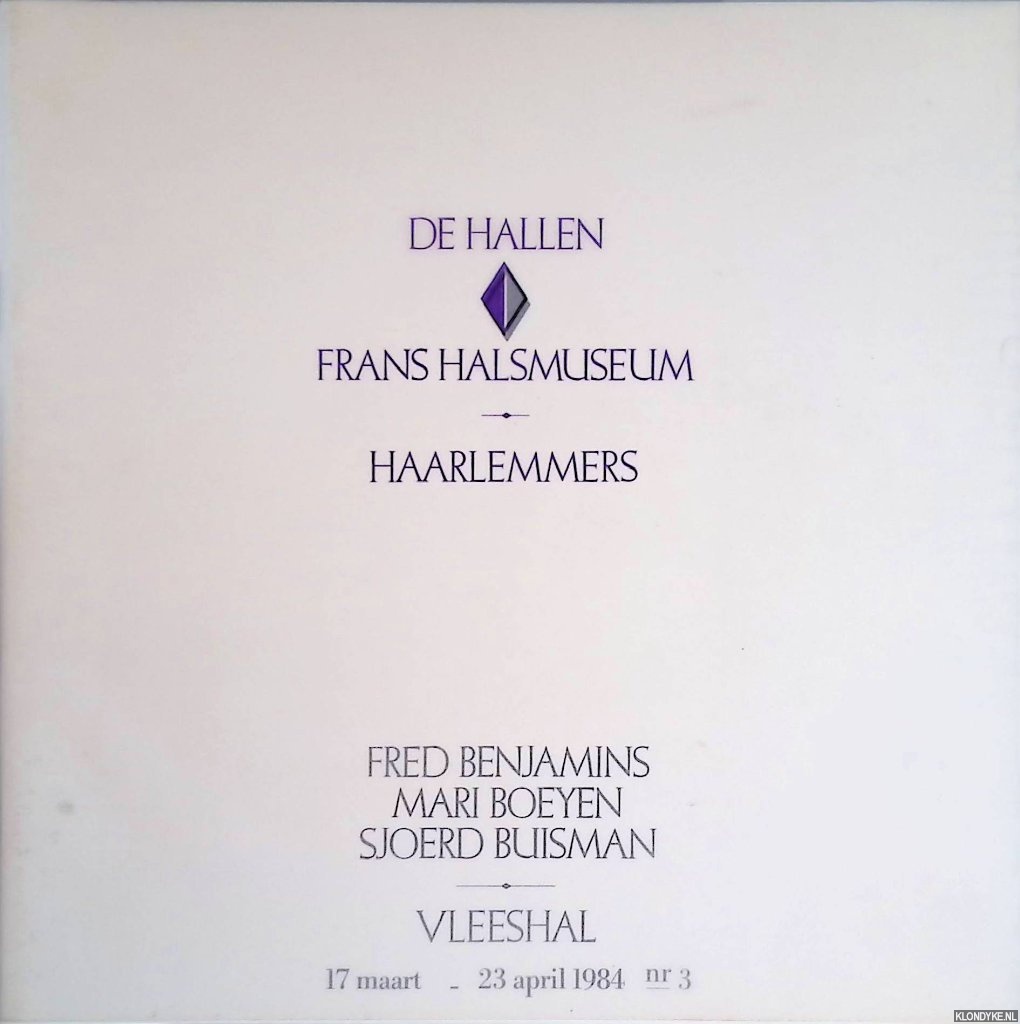 DE HALLEN
FRANS HALSMUSEUM
HAARLEMMERS
FRED BENJAMINS
MARI BOEYEN
SJOERD BUISMAN
VLEESHAL
17 maart - 23 april 1984 nr 3
KLONDYKE.NL